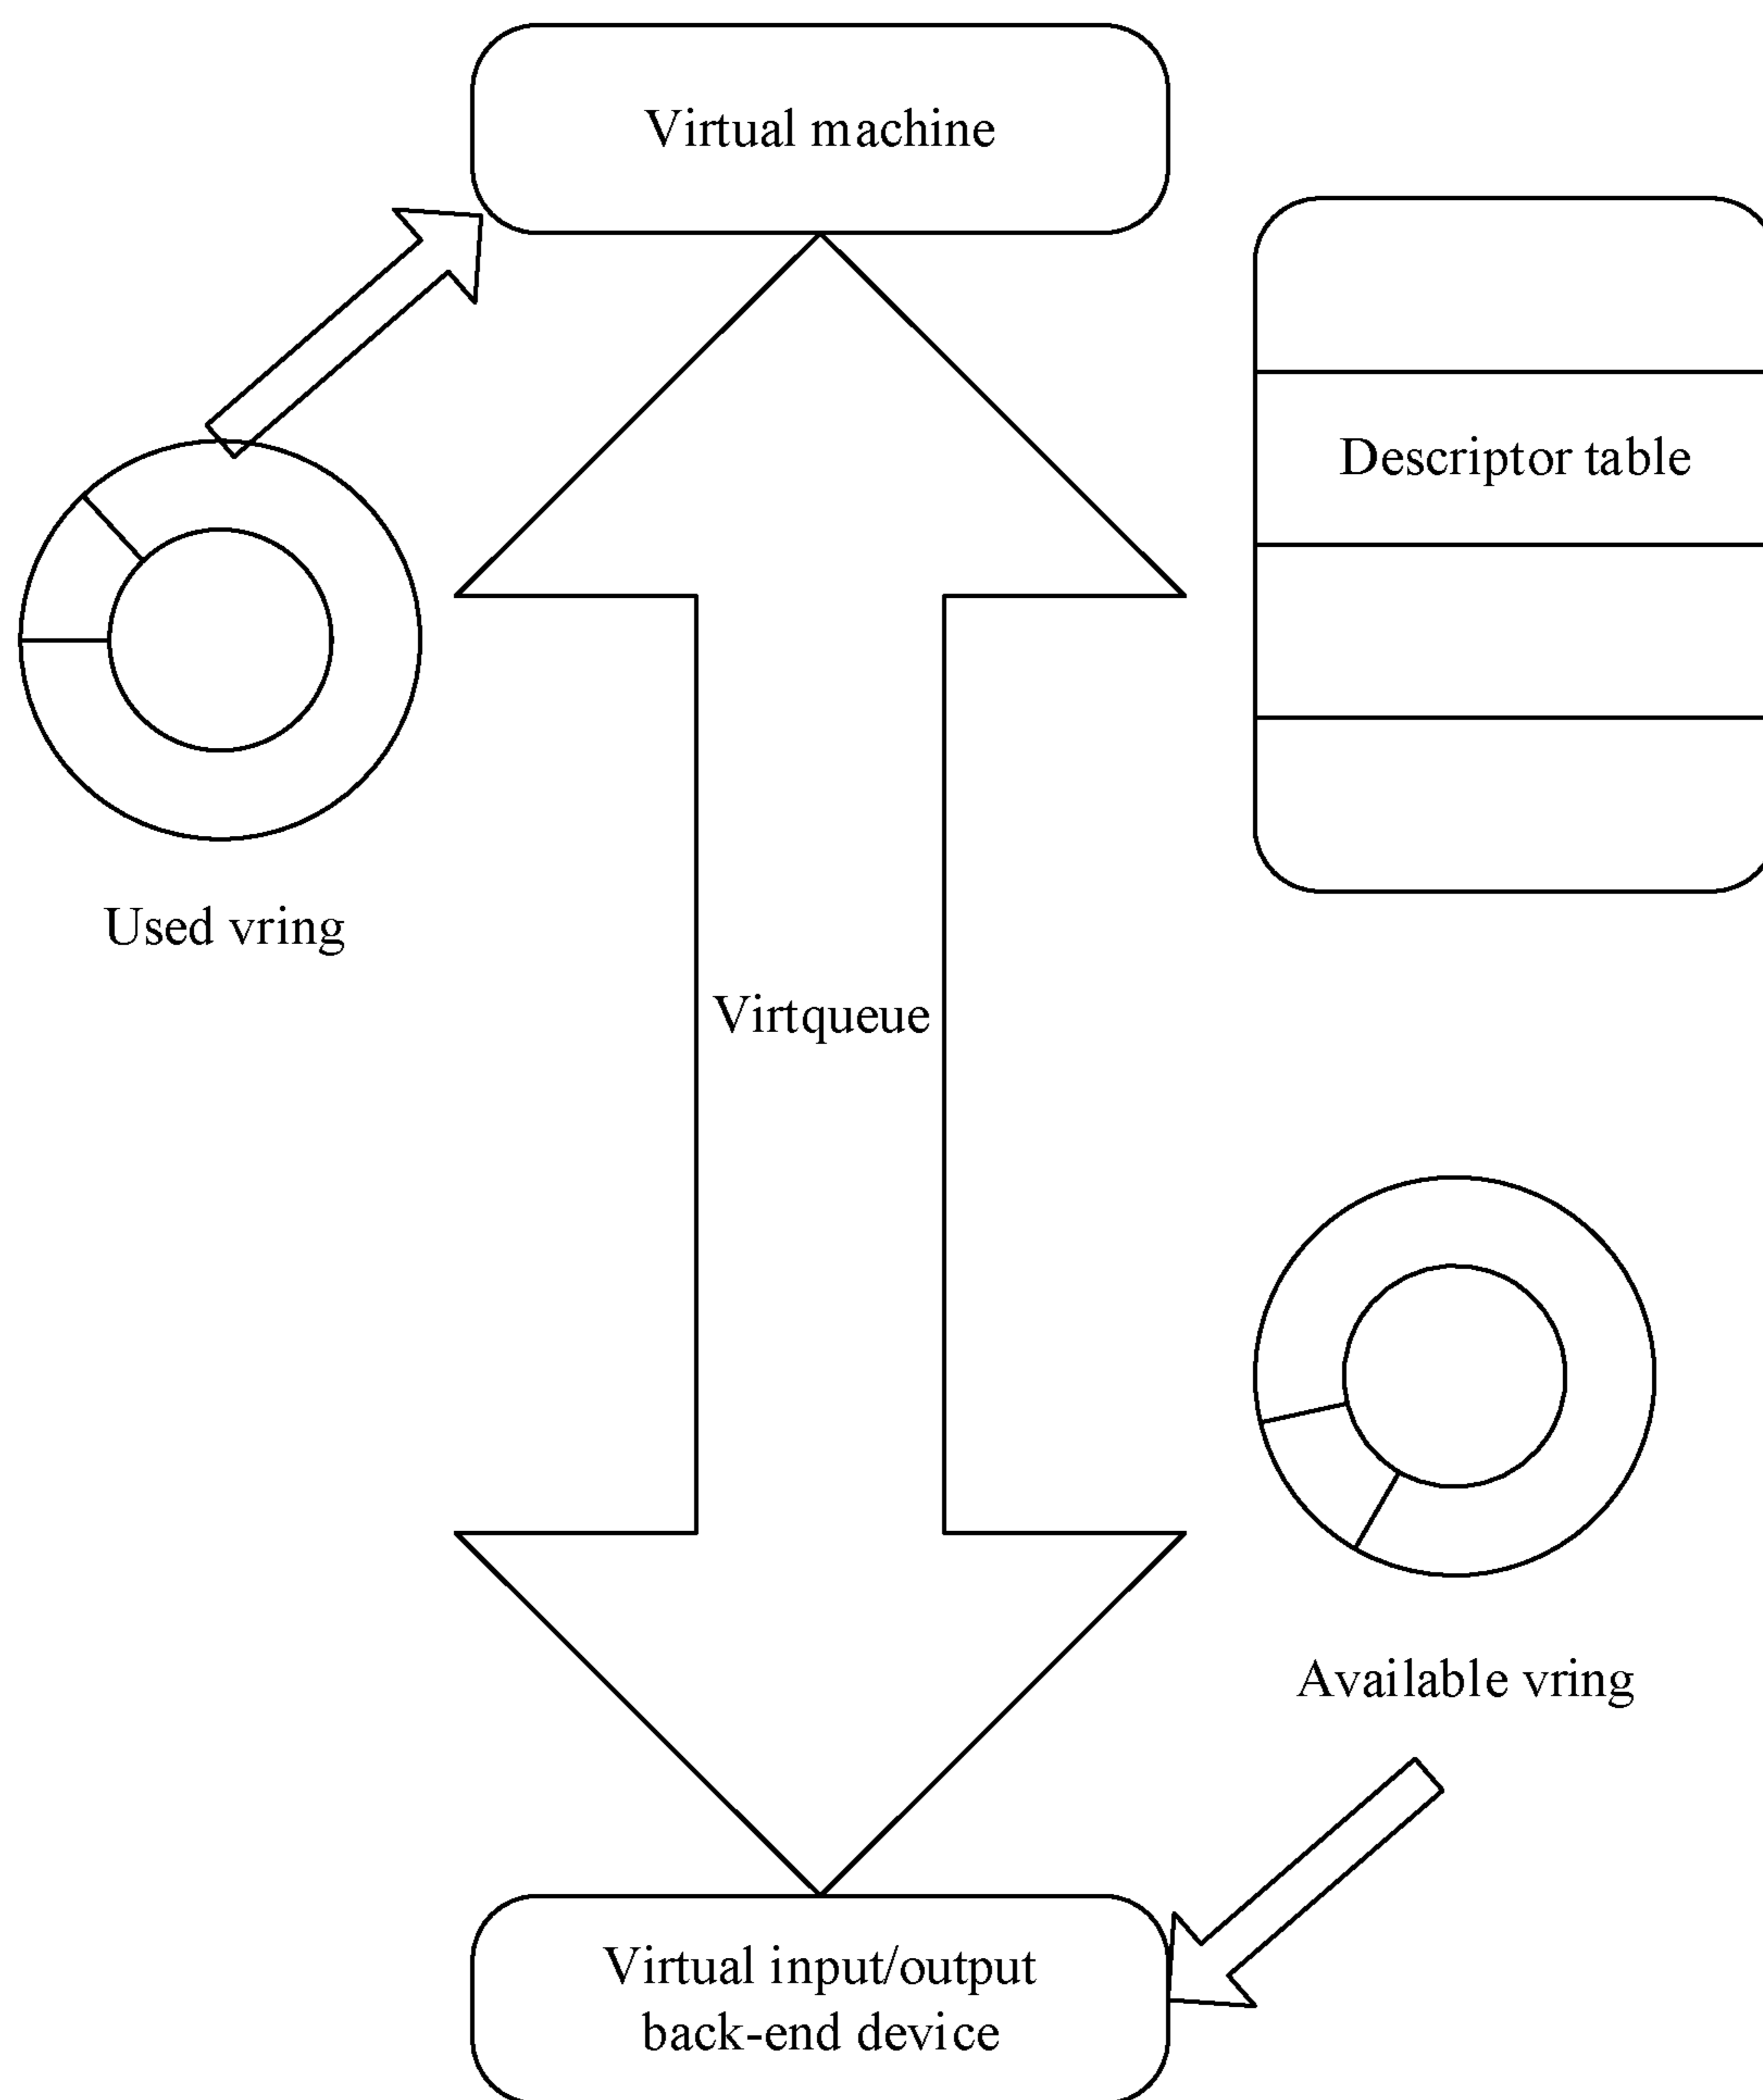 Virtual machine
Descriptor table
Used vring
Virtqueue
Available vring
Virtual input/output
back-end device